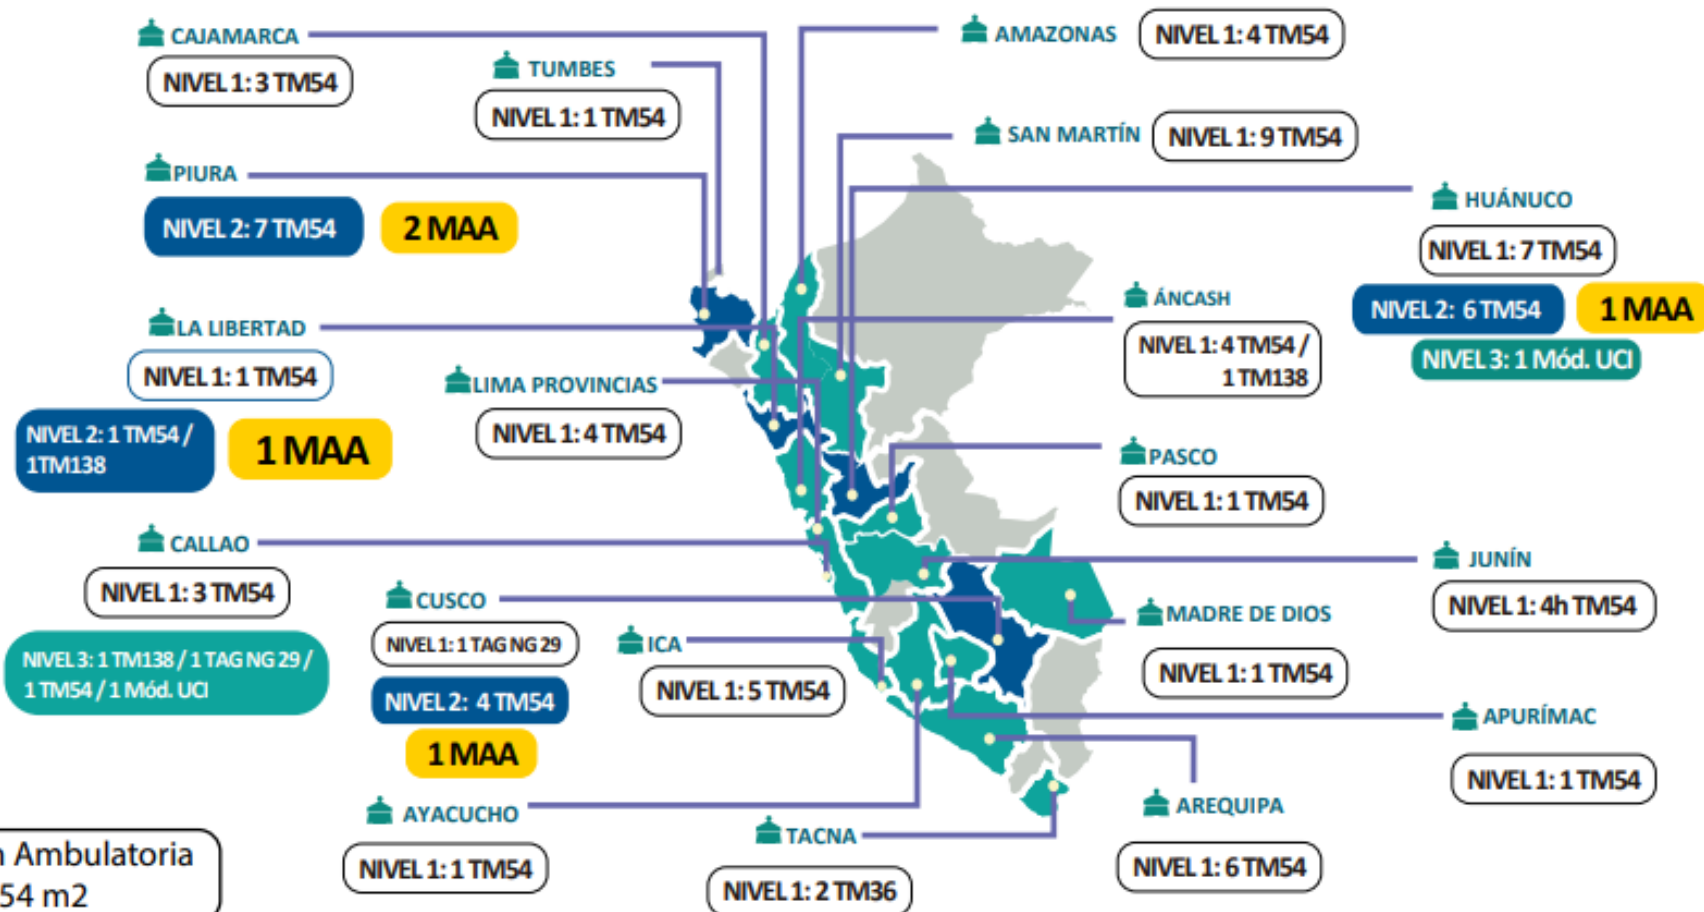 CAJAMARCA
NIVEL 1: 3 TM54
TUMBES
NIVEL 1: 1 TM54
AMAZONAS
NIVEL 1: 4 TM54
SAN MARTÍN
NIVEL 1: 9 TM54
PIURA
NIVEL 2: 7 TM54
2 MAA
HUÁNUCO
NIVEL 1: 7 TM54
NIVEL 2: 6 TM54
1 MAA
NIVEL 3: 1 Mód. UCI
LA LIBERTAD
NIVEL 1: 1 TM54
NIVEL 2: 1 TM54 /
1TM138
1 MAA
LIMA PROVINCIAS
NIVEL 1: 4 TM54
ÁNCASH
NIVEL 1: 4 TM54 /
1 TM138
PASCO
NIVEL 1: 1 TM54
CALLAO
NIVEL 1: 3 TM54
NIVEL 3: 1 TM138 / 1 TAG NG 29 /
1 TM54 / 1 Mód. UCI
CUSCO
NIVEL 1: 1 TAG NG 29
NIVEL 2: 4 TM54
1 MAA
ICA
NIVEL 1: 5 TM54
JUNÍN
NIVEL 1: 4h TM54
MADRE DE DIOS
NIVEL 1: 1 TM54
APURÍMAC
NIVEL 1: 1 TM54
AYACUCHO
NIVEL 1: 1 TM54
TACNA
NIVEL 1: 2 TM36
AREQUIPA
NIVEL 1: 6 TM54
n Ambulatoria
54 m2